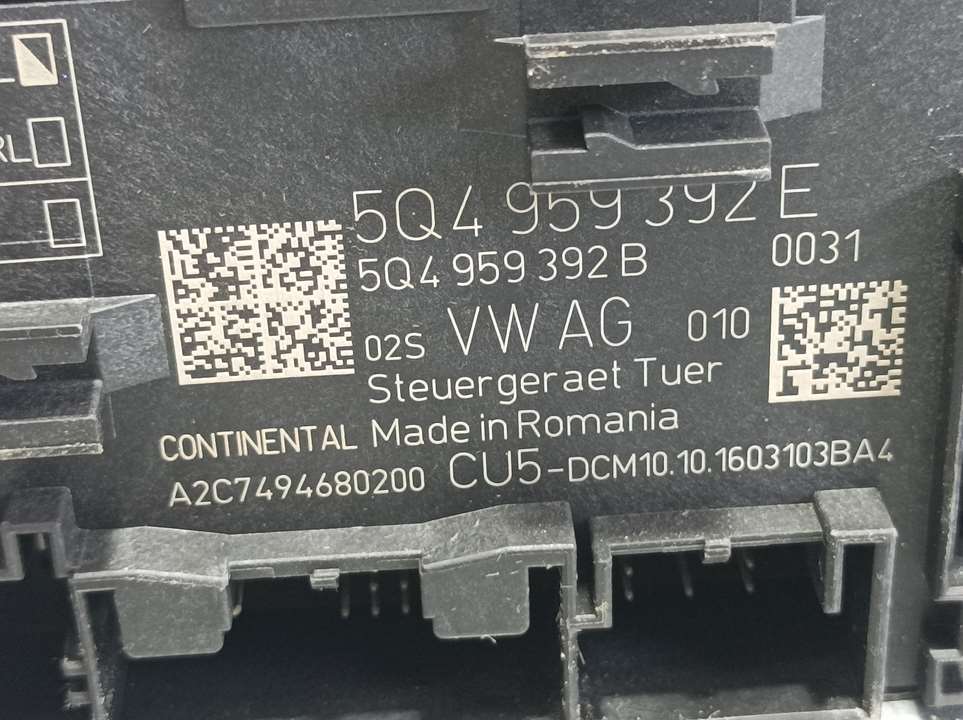 RL
5Q4 959 392 E
5Q4 959 392 B 0031
02S VW AG 010
Steuergeraet Tuer
CONTINENTAL Made in Romania
A2C7494680200 CU5-DCM10.10.1603103BA4